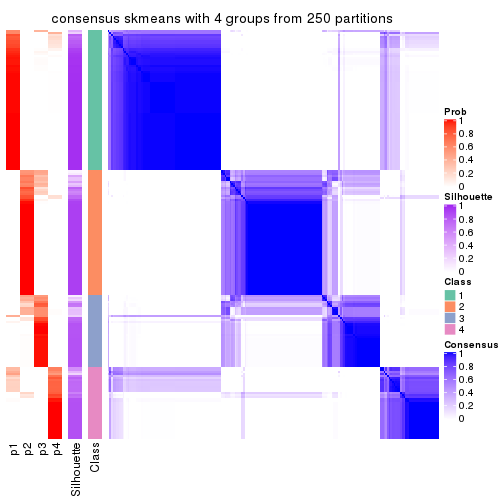 consensus skmeans with 4 groups from 250 partitions
Prob
1
0.8
0.6
0.4
0.2
0
Silhouette
1
0.8
0.6
0.4
0.2
0
Class
1
2
3
4
Consensus
1
0.8
0.6
0.4
0.2
0
p1
p2
p3
p4
Silhouette
Class